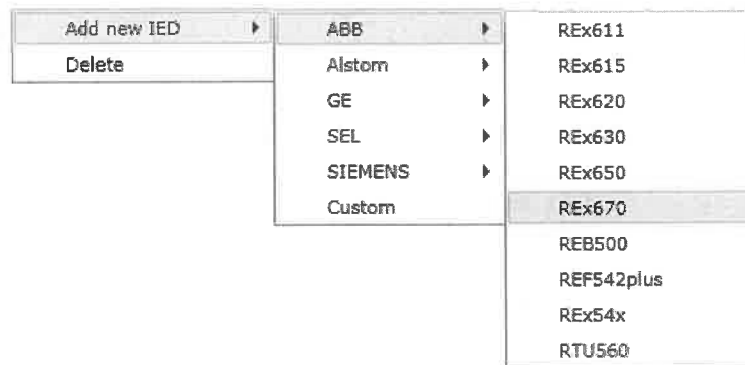 Add new IED
Delete
ABB
Alstom
GE
SEL
SIEMENS
Custom
REx611
REx615
REx620
REx630
REx650
REx670
REB500
REF542plus
REx54x
RTU560